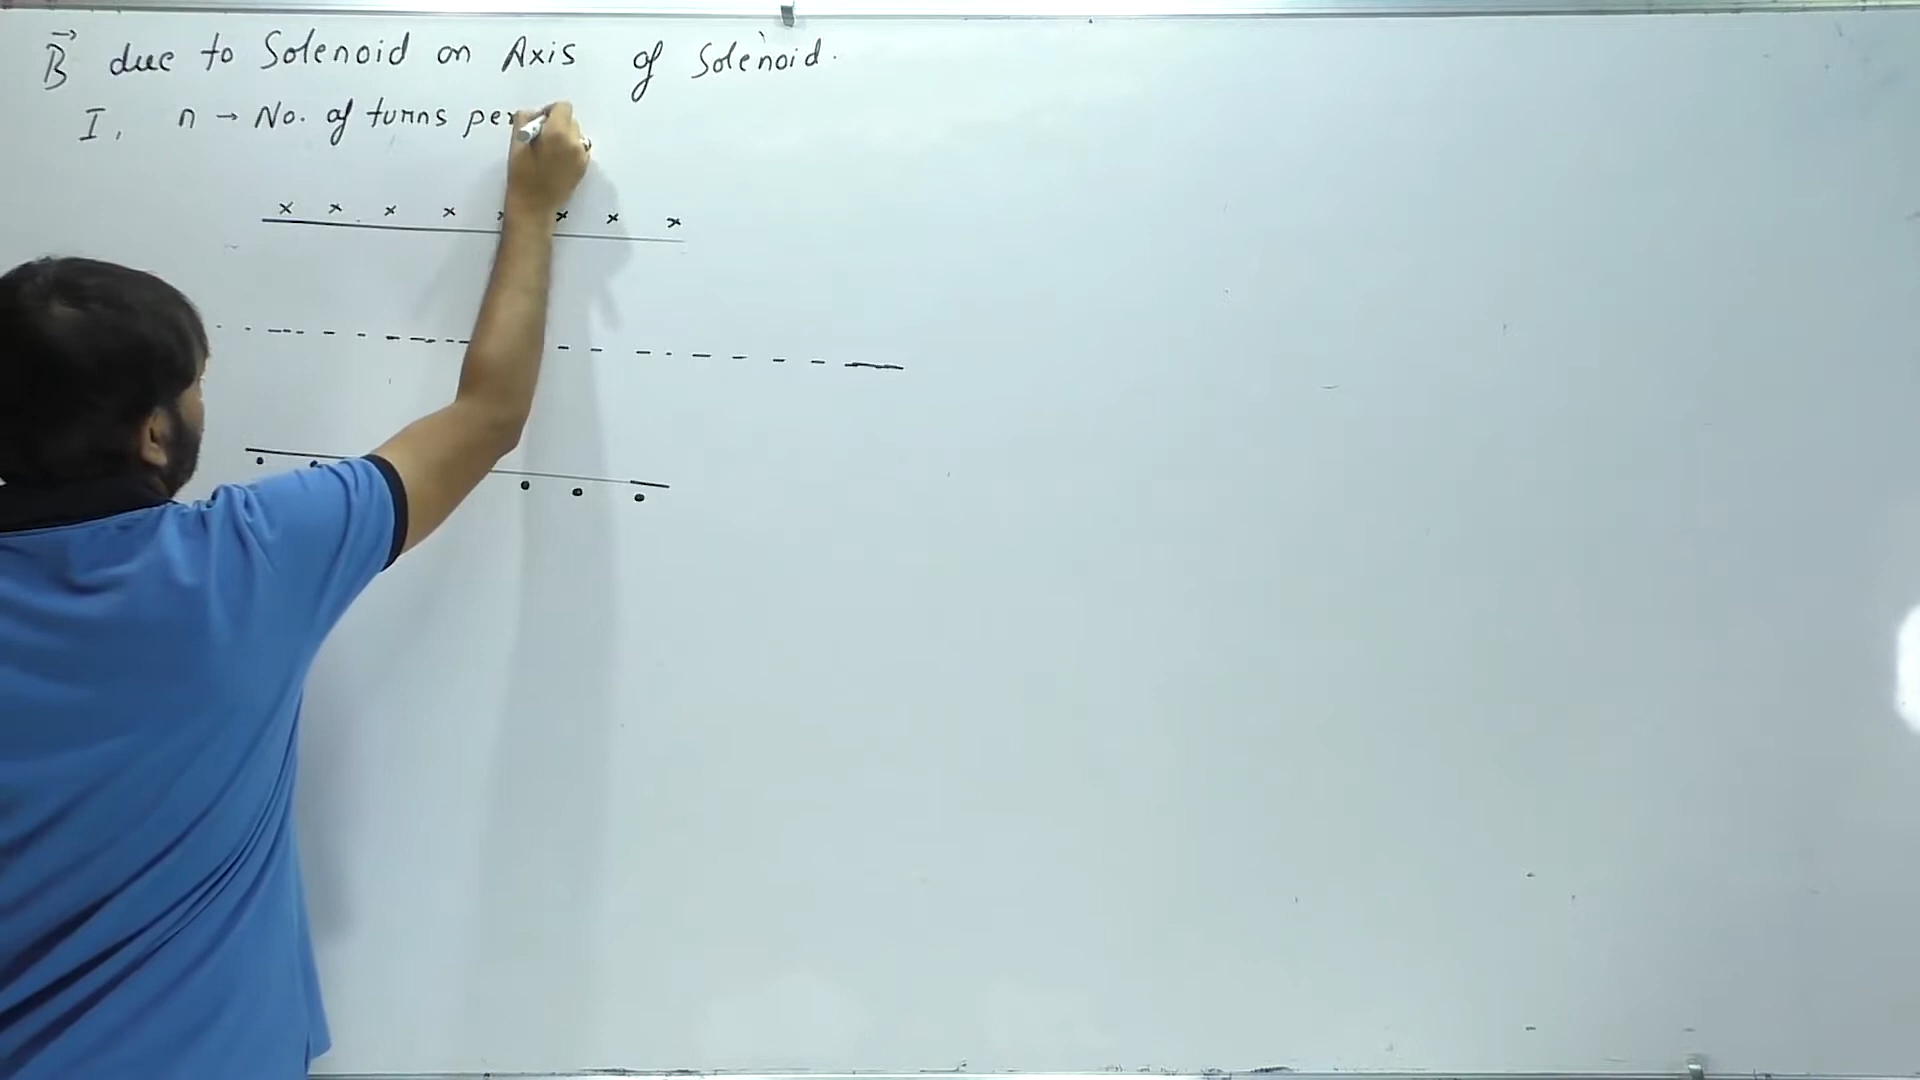 B⃗ due to Solenoid on Axis of Solenoid.
I, n → No. of turns per